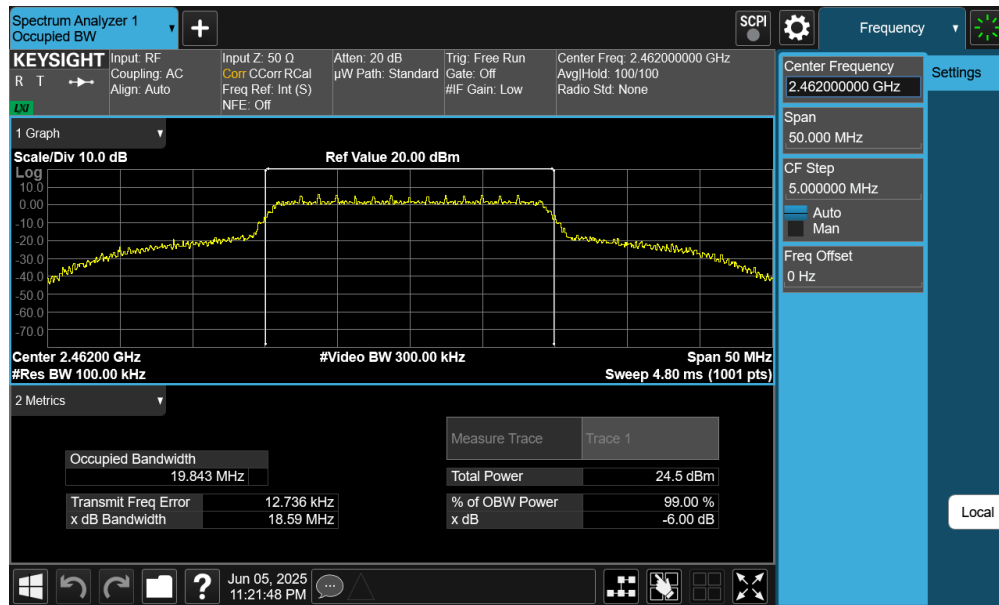 Spectrum Analyzer 1
Occupied BW
+
SCPI
Frequency
KEYSIGHT
R T
LXI
Input: RF
Coupling: AC
Align: Auto
Input Z: 50 Ω
Corr CCorr RCal
Freq Ref: Int (S)
NFE: Off
Atten: 20 dB
µW Path: Standard
Trig: Free Run
Gate: Off
#IF Gain: Low
Center Freq: 2.462000000 GHz
Avg|Hold: 100/100
Radio Std: None
Center Frequency
2.462000000 GHz
Settings
Span
50.000 MHz
CF Step
5.000000 MHz
Auto
Man
Freq Offset
0 Hz
1 Graph
Scale/Div 10.0 dB
Ref Value 20.00 dBm
Log
10.0
0.00
-10.0
-20.0
-30.0
-40.0
-50.0
-60.0
-70.0
Center 2.46200 GHz
#Video BW 300.00 kHz
Span 50 MHz
#Res BW 100.00 kHz
Sweep 4.80 ms (1001 pts)
2 Metrics
Measure Trace
Trace 1
Occupied Bandwidth
19.843 MHz
Total Power
24.5 dBm
Transmit Freq Error
12.736 kHz
% of OBW Power
99.00 %
x dB Bandwidth
18.59 MHz
x dB
-6.00 dB
Local
?
Jun 05, 2025
11:21:48 PM